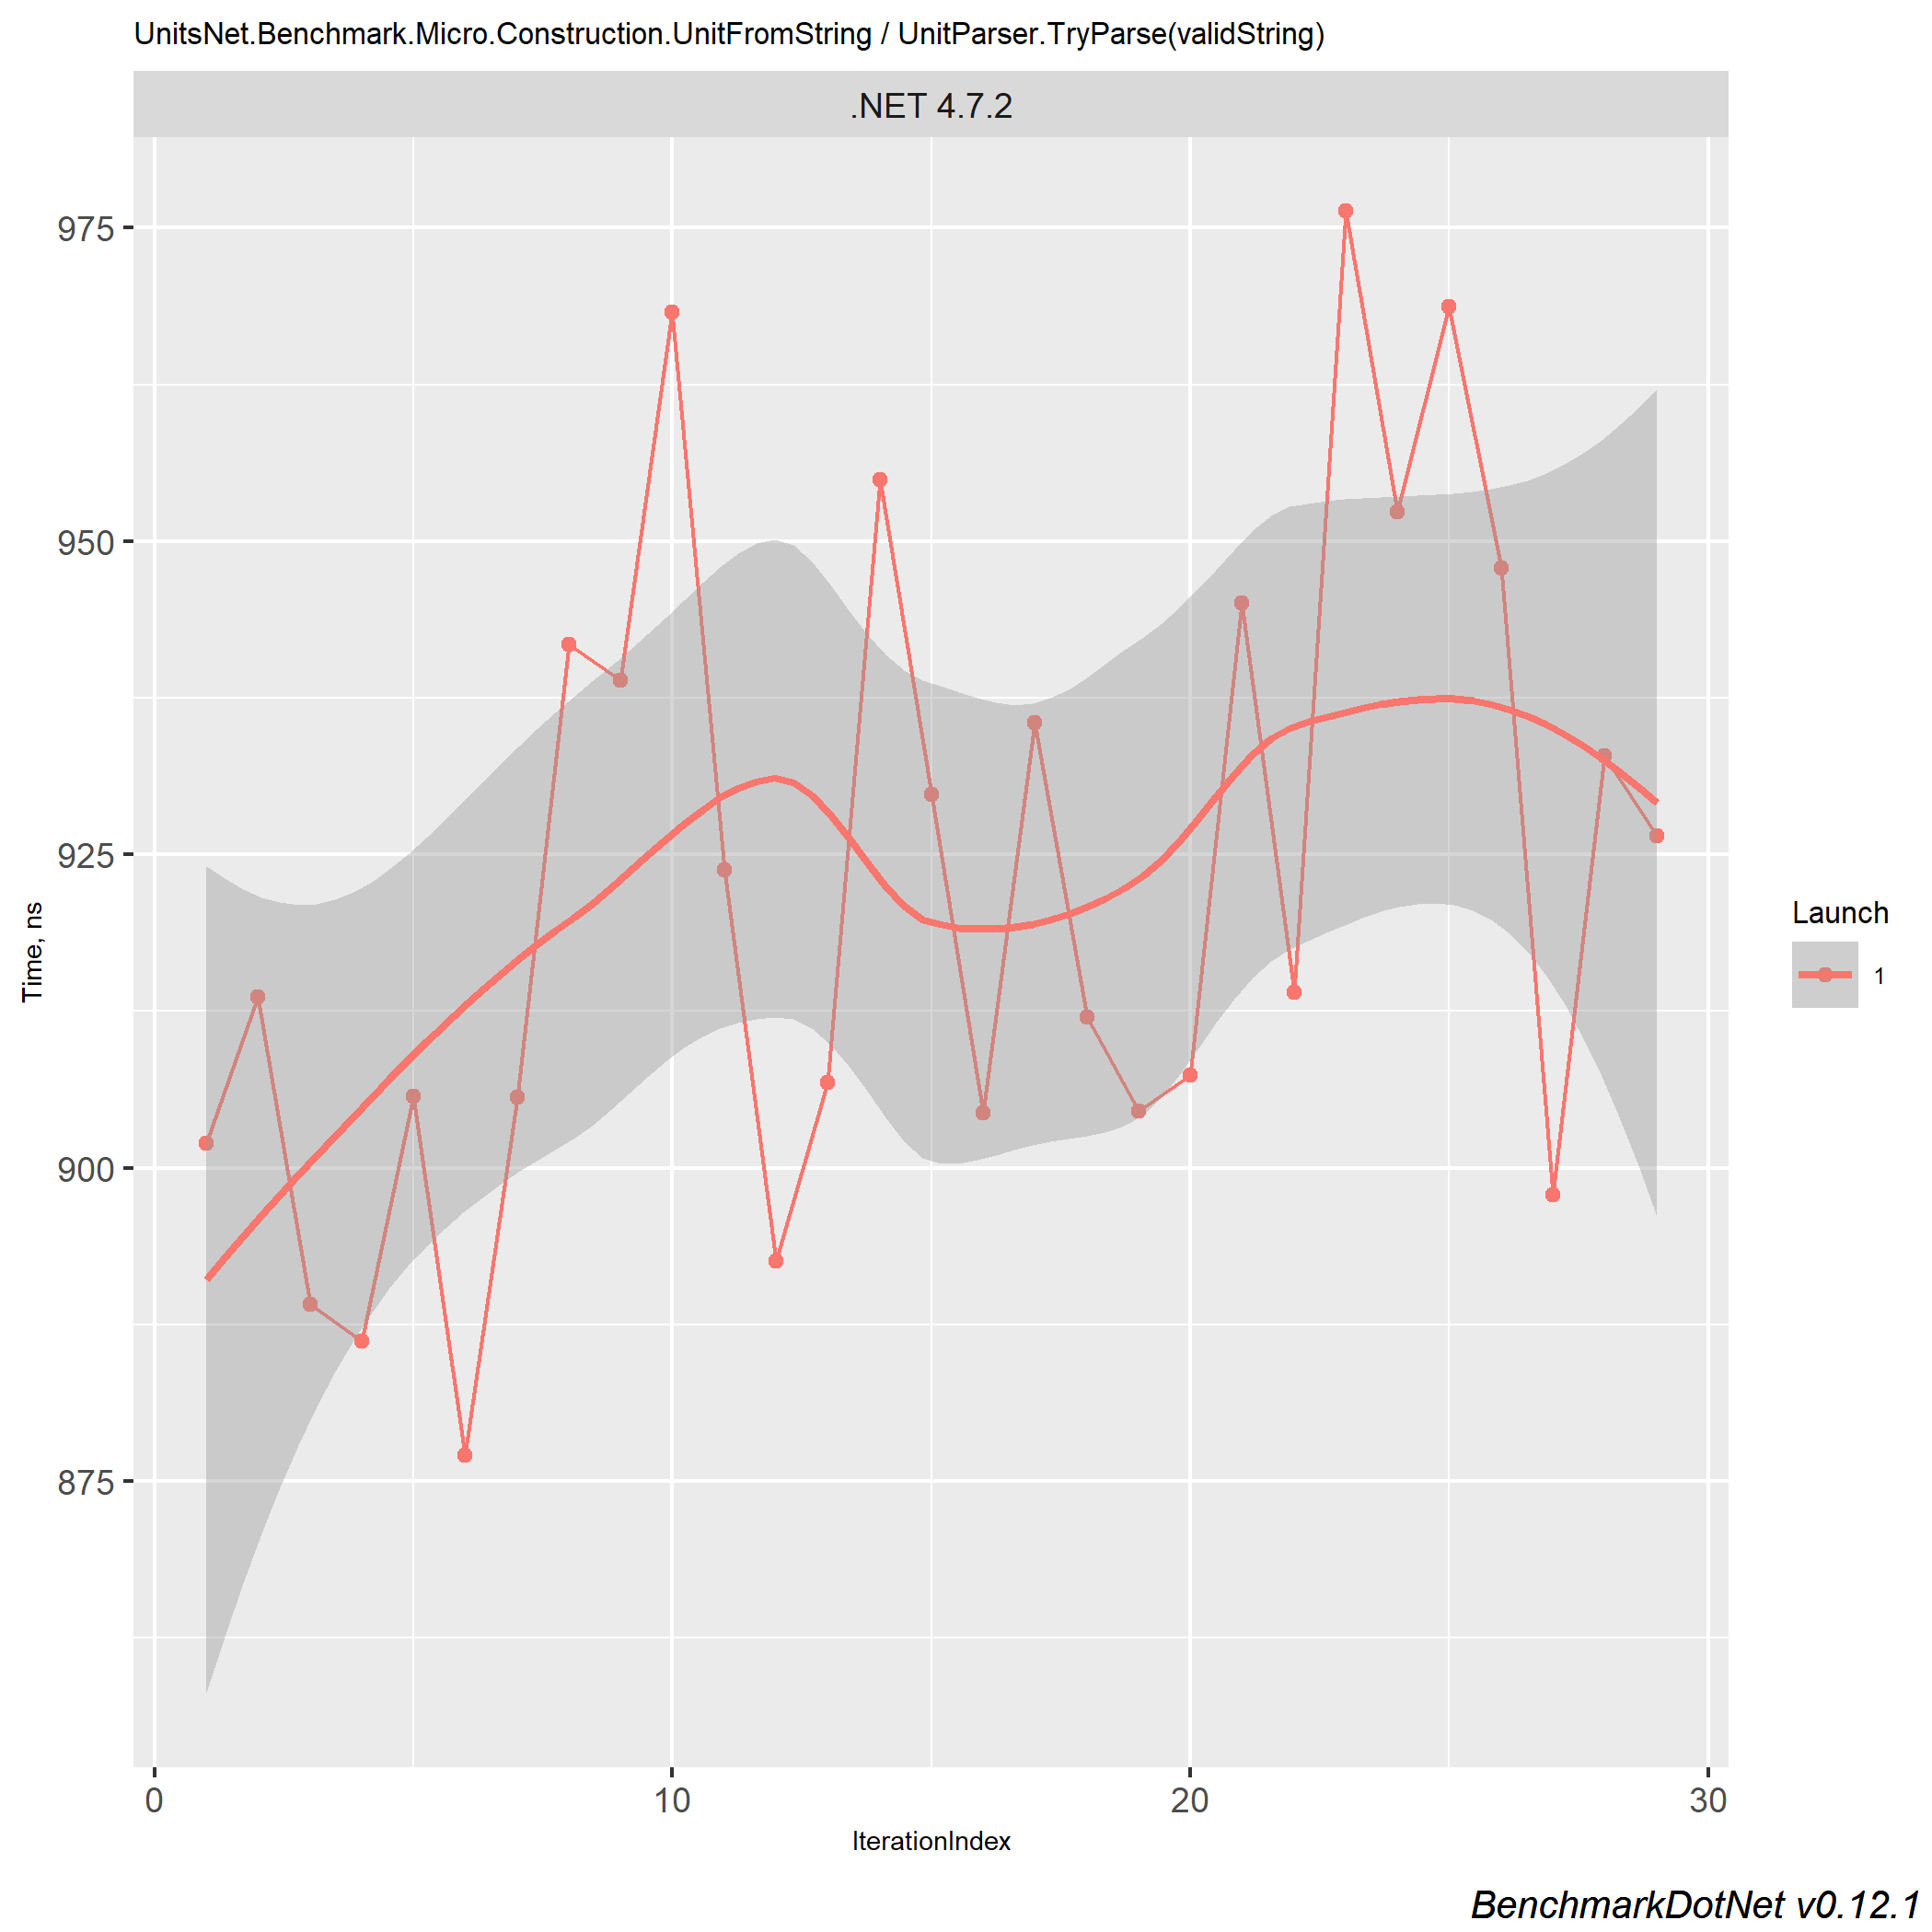 UnitsNet.Benchmark.Micro.Construction.UnitFromString / UnitParser.TryParse(validString)
.NET 4.7.2
975
950
925
900
875
Time, ns
0
10
20
30
IterationIndex
Launch
1
BenchmarkDotNet v0.12.1